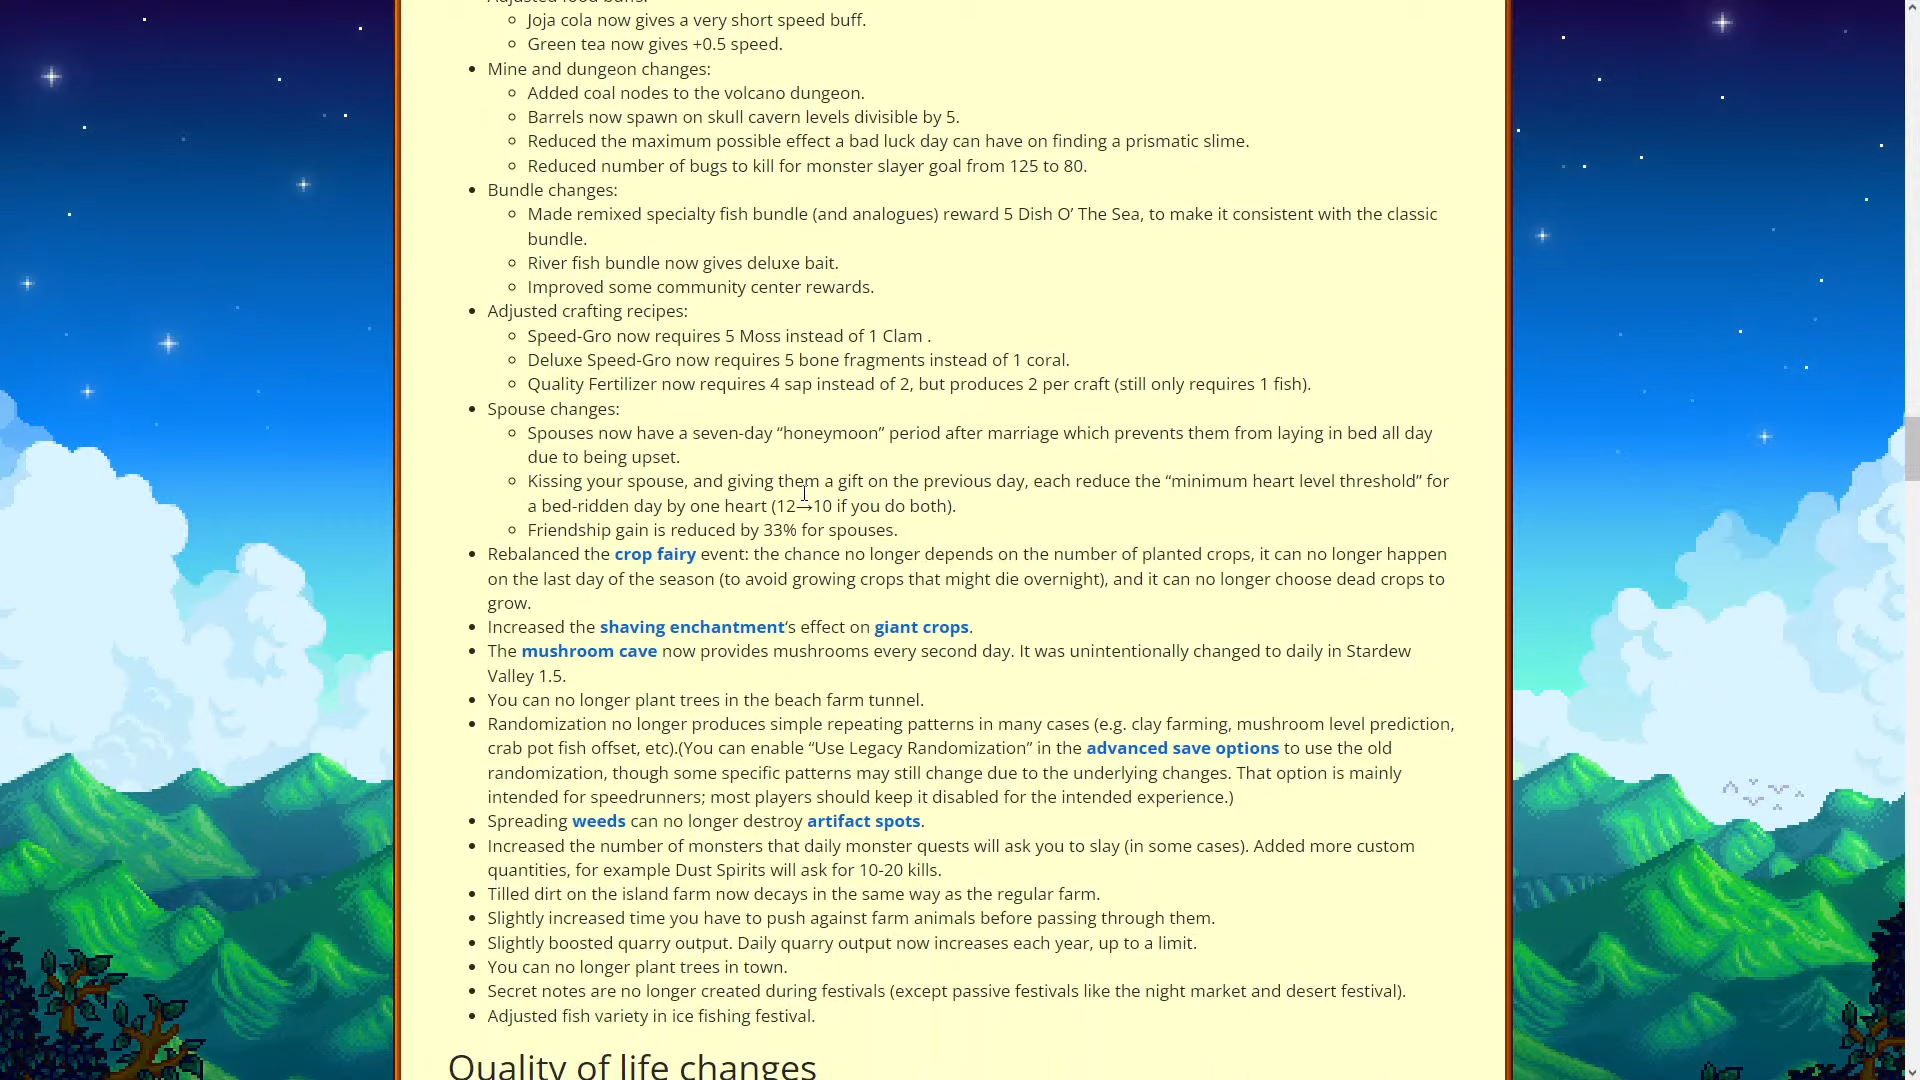 Adjusted food buffs:
Joja cola now gives a very short speed buff.
Green tea now gives +0.5 speed.
Mine and dungeon changes:
Added coal nodes to the volcano dungeon.
Barrels now spawn on skull cavern levels divisible by 5.
Reduced the maximum possible effect a bad luck day can have on finding a prismatic slime.
Reduced number of bugs to kill for monster slayer goal from 125 to 80.
Bundle changes:
Made remixed specialty fish bundle (and analogues) reward 5 Dish O’ The Sea, to make it consistent with the classic
bundle.
River fish bundle now gives deluxe bait.
Improved some community center rewards.
Adjusted crafting recipes:
Speed-Gro now requires 5 Moss instead of 1 Clam .
Deluxe Speed-Gro now requires 5 bone fragments instead of 1 coral.
Quality Fertilizer now requires 4 sap instead of 2, but produces 2 per craft (still only requires 1 fish).
Spouse changes:
Spouses now have a seven-day “honeymoon” period after marriage which prevents them from laying in bed all day
due to being upset.
Kissing your spouse, and giving them a gift on the previous day, each reduce the “minimum heart level threshold” for
a bed-ridden day by one heart (12→10 if you do both).
Friendship gain is reduced by 33% for spouses.
Rebalanced the crop fairy event: the chance no longer depends on the number of planted crops, it can no longer happen
on the last day of the season (to avoid growing crops that might die overnight), and it can no longer choose dead crops to
grow.
Increased the shaving enchantment‘s effect on giant crops.
The mushroom cave now provides mushrooms every second day. It was unintentionally changed to daily in Stardew
Valley 1.5.
You can no longer plant trees in the beach farm tunnel.
Randomization no longer produces simple repeating patterns in many cases (e.g. clay farming, mushroom level prediction,
crab pot fish offset, etc).(You can enable “Use Legacy Randomization” in the advanced save options to use the old
randomization, though some specific patterns may still change due to the underlying changes. That option is mainly
intended for speedrunners; most players should keep it disabled for the intended experience.)
Spreading weeds can no longer destroy artifact spots.
Increased the number of monsters that daily monster quests will ask you to slay (in some cases). Added more custom
quantities, for example Dust Spirits will ask for 10-20 kills.
Tilled dirt on the island farm now decays in the same way as the regular farm.
Slightly increased time you have to push against farm animals before passing through them.
Slightly boosted quarry output. Daily quarry output now increases each year, up to a limit.
You can no longer plant trees in town.
Secret notes are no longer created during festivals (except passive festivals like the night market and desert festival).
Adjusted fish variety in ice fishing festival.
Quality of life changes